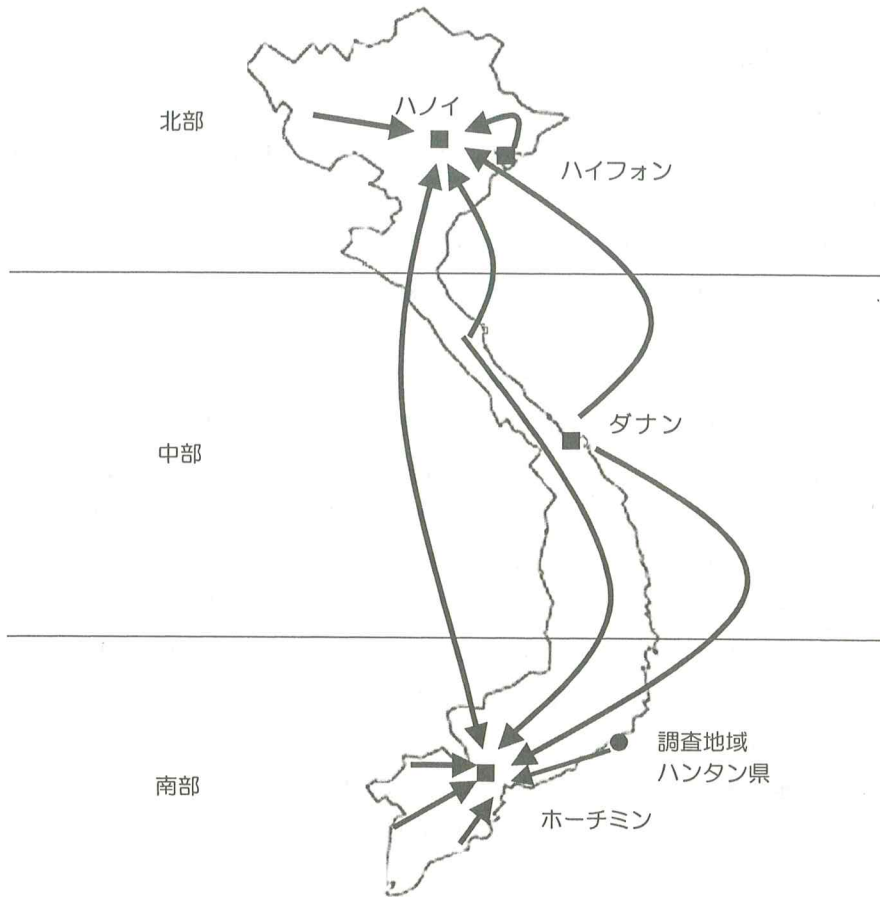 北部
ハノイ
ハイフォン
中部
ダナン
南部
調査地域
ハンタン県
ホーチミン